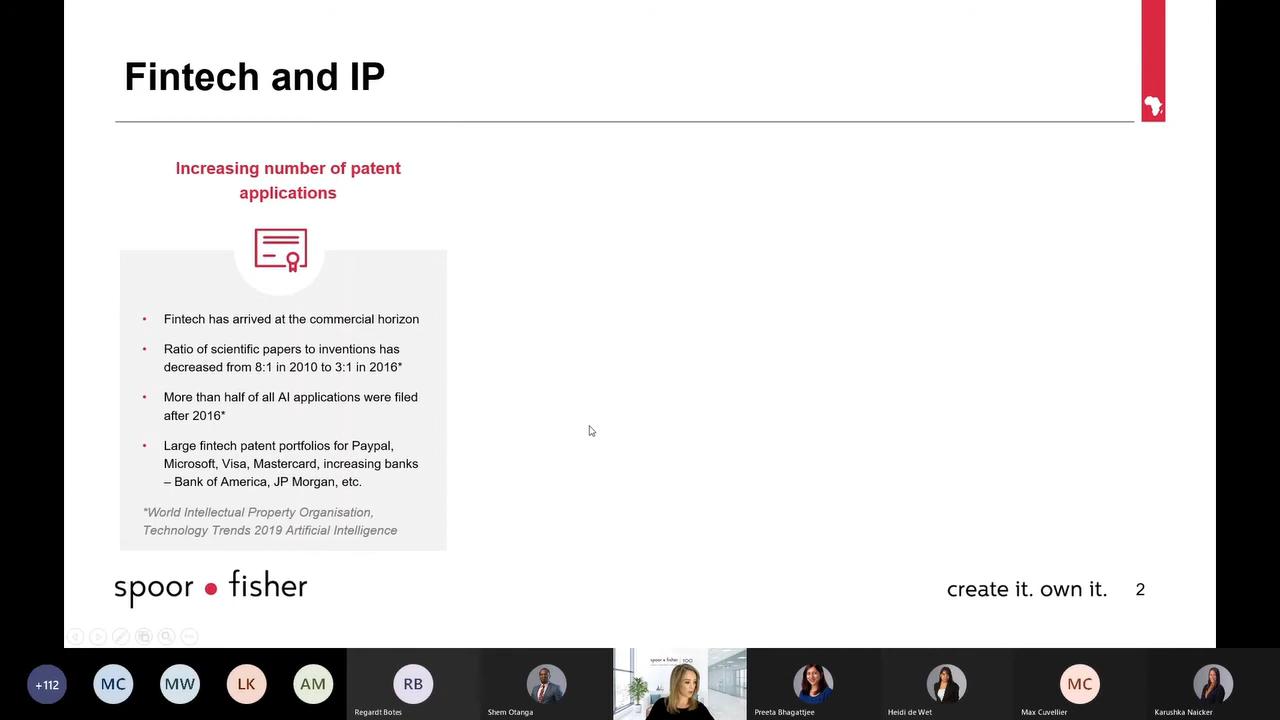 Fintech and IP
Increasing number of patent
applications
• Fintech has arrived at the commercial horizon
• Ratio of scientific papers to inventions has
decreased from 8:1 in 2010 to 3:1 in 2016*
• More than half of all AI applications were filed
after 2016*
• Large fintech patent portfolios for Paypal,
Microsoft, Visa, Mastercard, increasing banks
– Bank of America, JP Morgan, etc.
*World Intellectual Property Organisation,
Technology Trends 2019 Artificial Intelligence
spoor • fisher
create it. own it. 2
+112 MC MW LK AM RB spoor • fisher 100 MC
Regardt Botes Shem Otanga Preeta Bhagattjee Heidi de Wet Max Cuvellier Karushka Naicker